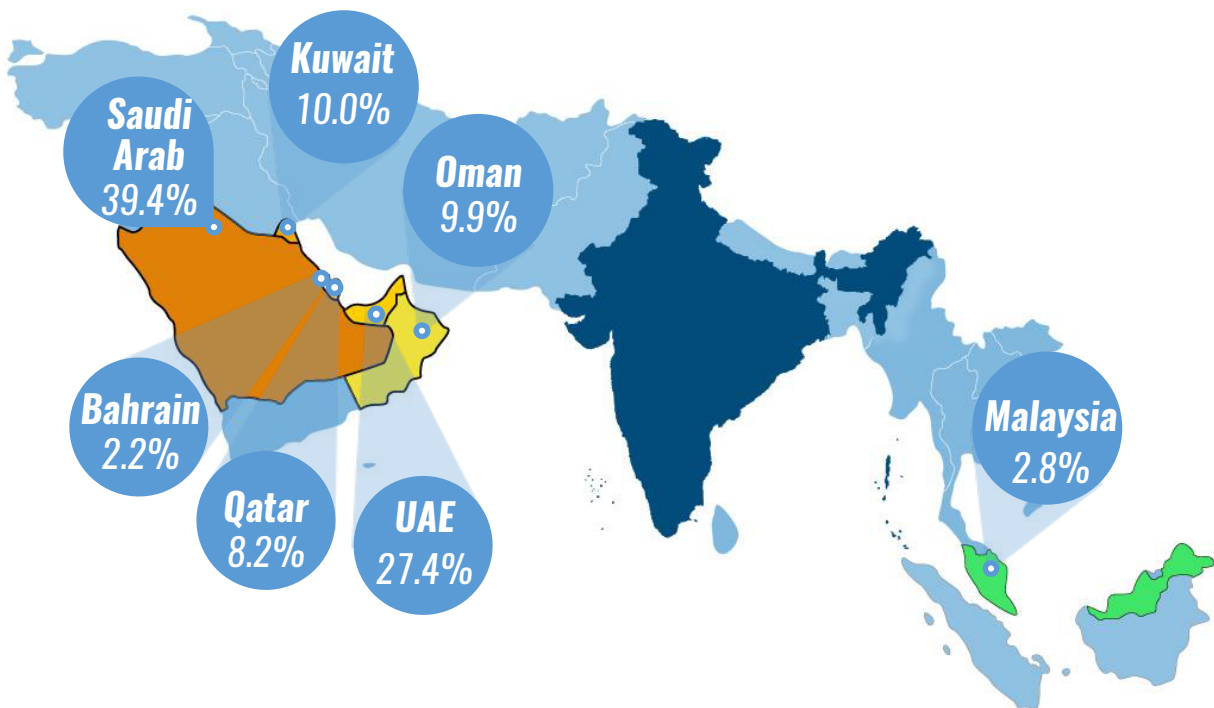 Kuwait
10.0%
Saudi
Arab
39.4%
Oman
9.9%
Bahrain
2.2%
Qatar
8.2%
UAE
27.4%
Malaysia
2.8%